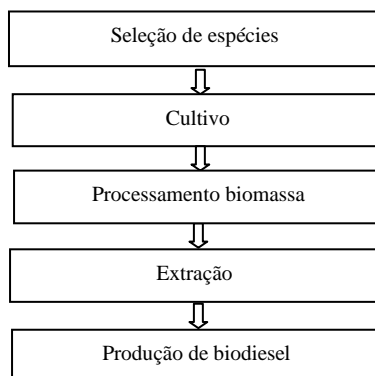 Seleção de espécies
Cultivo
Processamento biomassa
Extração
Produção de biodiesel